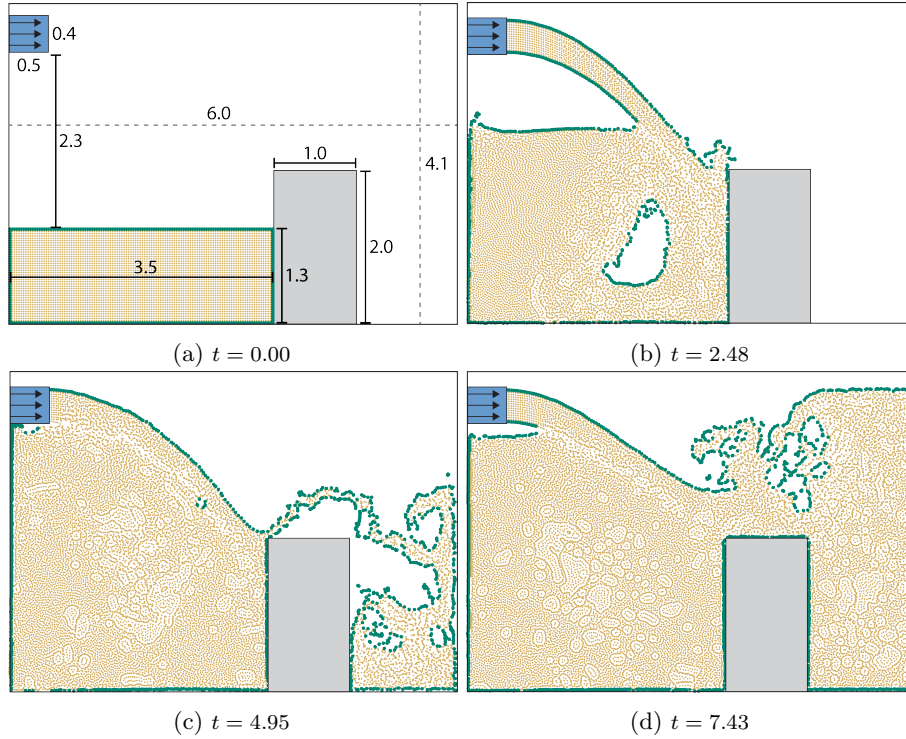 0.4
0.5
6.0
2.3
4.1
1.0
2.0
3.5
1.3
(a) t = 0.00
(b) t = 2.48
(c) t = 4.95
(d) t = 7.43